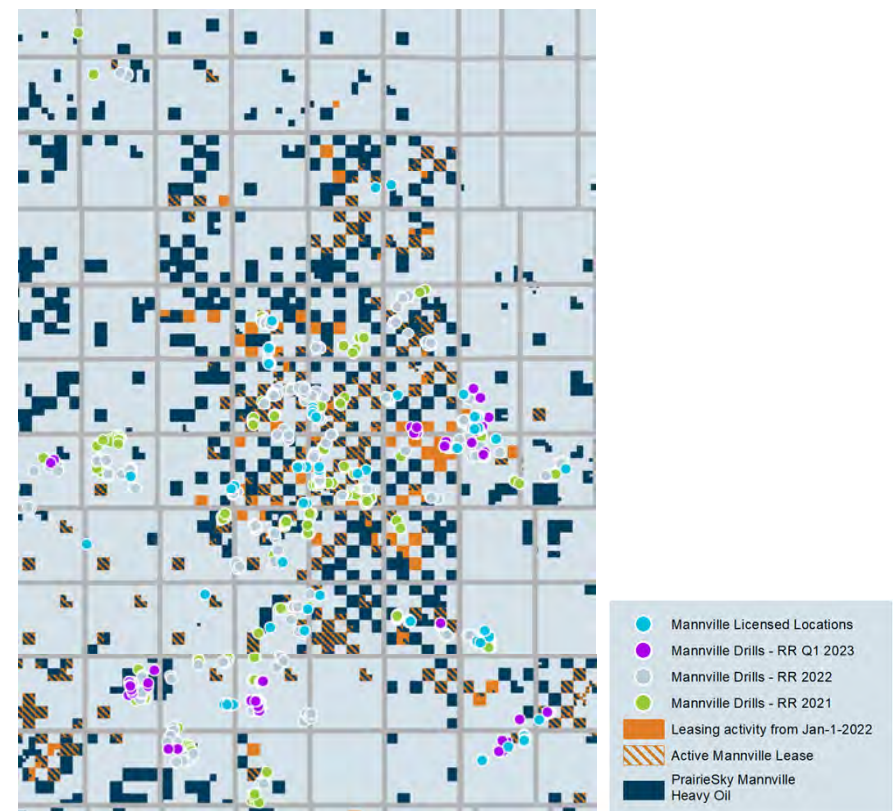 Mannville Licensed Locations
Mannville Drills - RR Q1 2023
Mannville Drills - RR 2022
Mannville Drills - RR 2021
Leasing activity from Jan-1-2022
Active Mannville Lease
PrairieSky Mannville
Heavy Oil